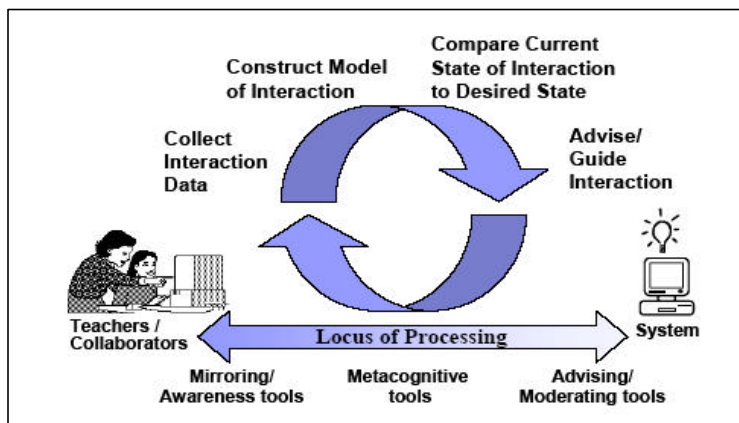 Construct Model
of Interaction
Compare Current
State of Interaction
to Desired State
Collect
Interaction
Data
Advise/
Guide
Interaction
Teachers /
Collaborators
System
Locus of Processing
Mirroring/
Awareness tools
Metacognitive
tools
Advising/
Moderating tools